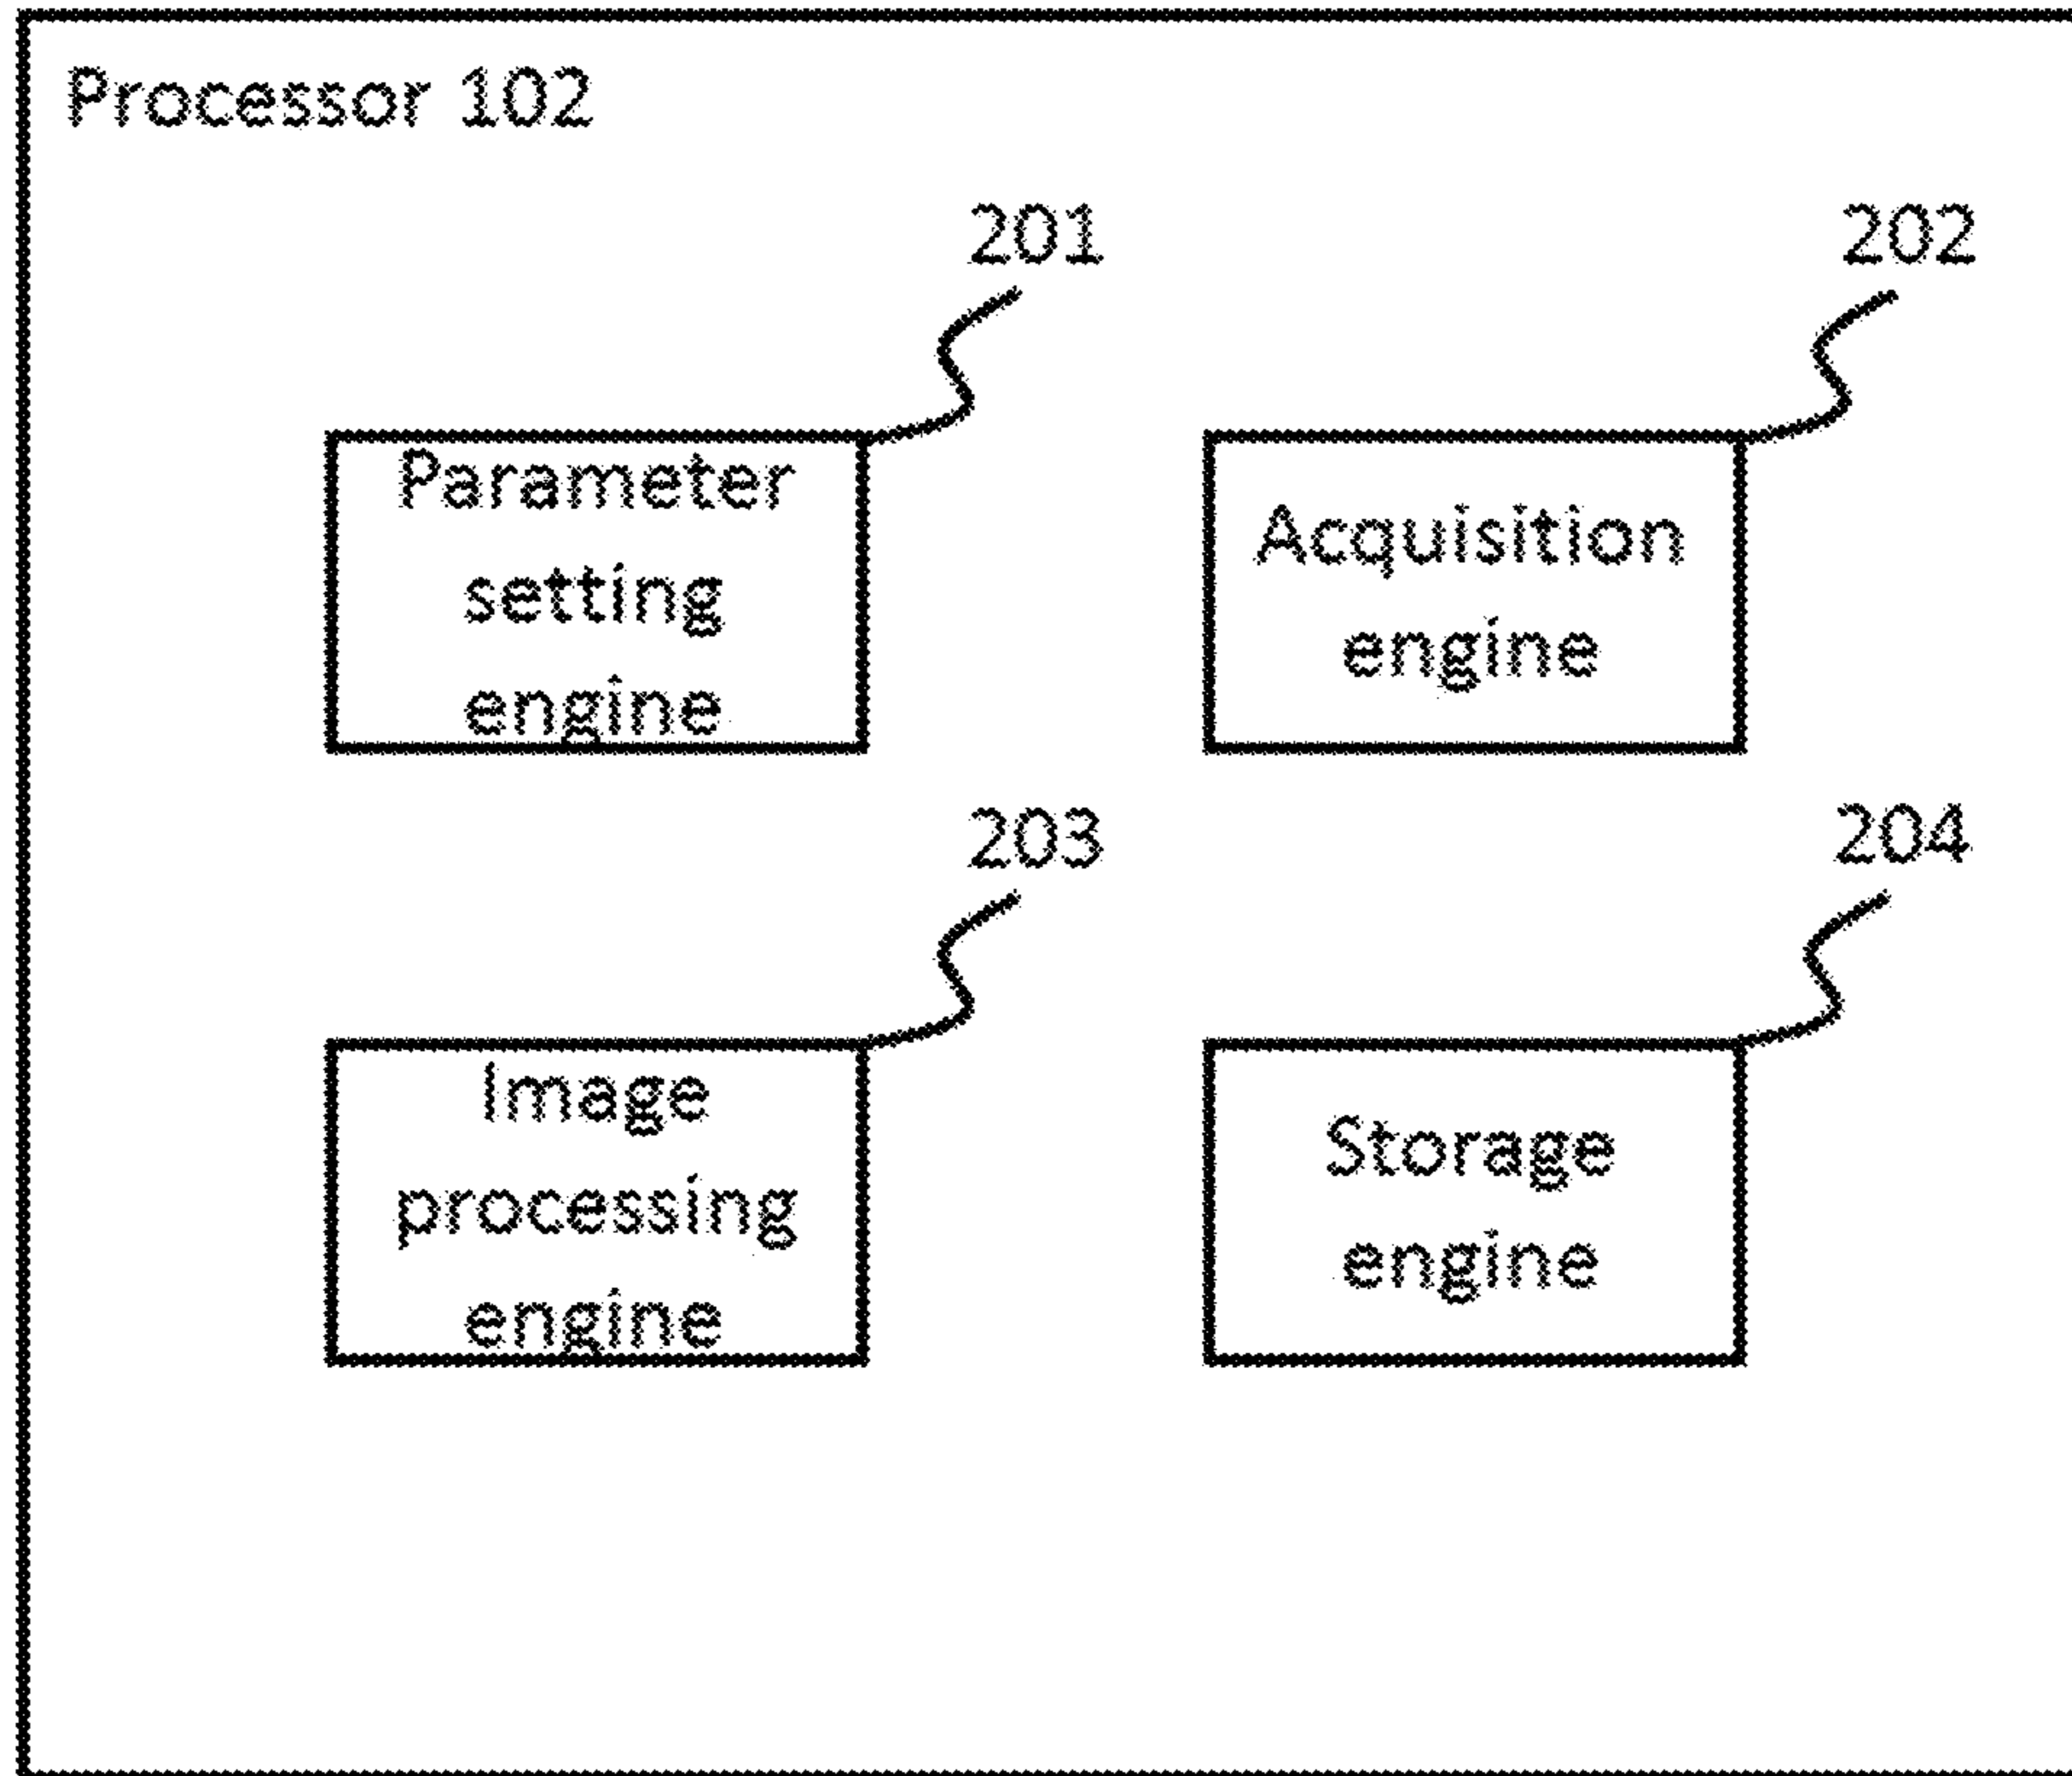 Processor 102
201
202
Parameter
setting
engine
Acquisition
engine
203
204
Image
processing
engine
Storage
engine